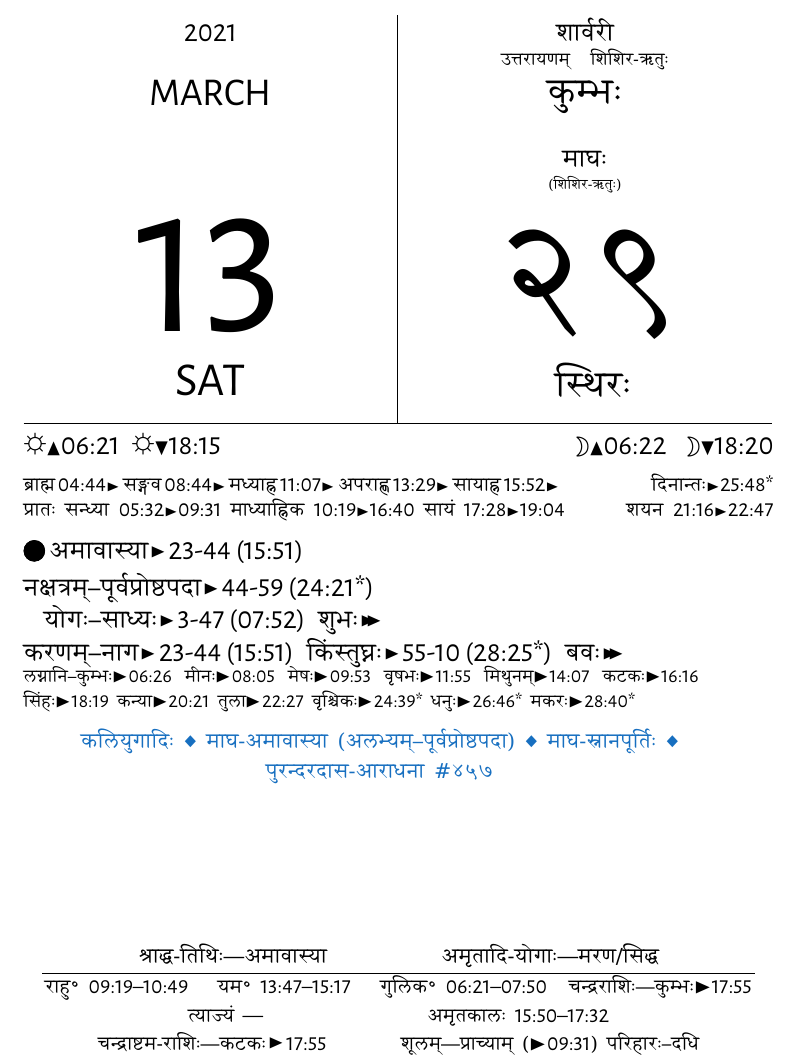 2021
MARCH
13
SAT
शार्वरी
उत्तरायणम् शिशिर-ऋतुः
कुम्भः
माघः
(शिशिर-ऋतुः)
२९
स्थिरः
☼▲06:21 ☼▼18:15 ☽▲06:22 ☽▼18:20
ब्राह्म 04:44► सङ्गव 08:44► मध्याह्न 11:07► अपराह्ण 13:29► सायाह्न 15:52► दिनान्तः►25:48*
प्रातः सन्ध्या 05:32►09:31 माध्याह्निक 10:19►16:40 सायं 17:28►19:04 शयन 21:16►22:47
● अमावास्या►23-44 (15:51)
नक्षत्रम्–पूर्वप्रोष्ठपदा►44-59 (24:21*)
योगः–साध्यः►3-47 (07:52) शुभः►►
करणम्–नाग►23-44 (15:51) किंस्तुघ्नः►55-10 (28:25*) बवः►►
लग्नानि–कुम्भः►06:26 मीनः►08:05 मेषः►09:53 वृषभः►11:55 मिथुनम्►14:07 कटकः►16:16
सिंहः►18:19 कन्या►20:21 तुला►22:27 वृश्चिकः►24:39* धनुः►26:46* मकरः►28:40*
कलियुगादिः ◆ माघ-अमावास्या (अलभ्यम्–पूर्वप्रोष्ठपदा) ◆ माघ-स्नानपूर्तिः ◆
पुरन्दरदास-आराधना #४५७
श्राद्ध-तिथिः—अमावास्या अमृतादि-योगाः—मरण/सिद्ध
राहु॰ 09:19–10:49 यम॰ 13:47–15:17 गुलिक॰ 06:21–07:50 चन्द्रराशिः—कुम्भः►17:55
त्याज्यं — अमृतकालः 15:50–17:32
चन्द्राष्टम-राशिः—कटकः►17:55 शूलम्—प्राच्याम् (►09:31) परिहारः–दधि